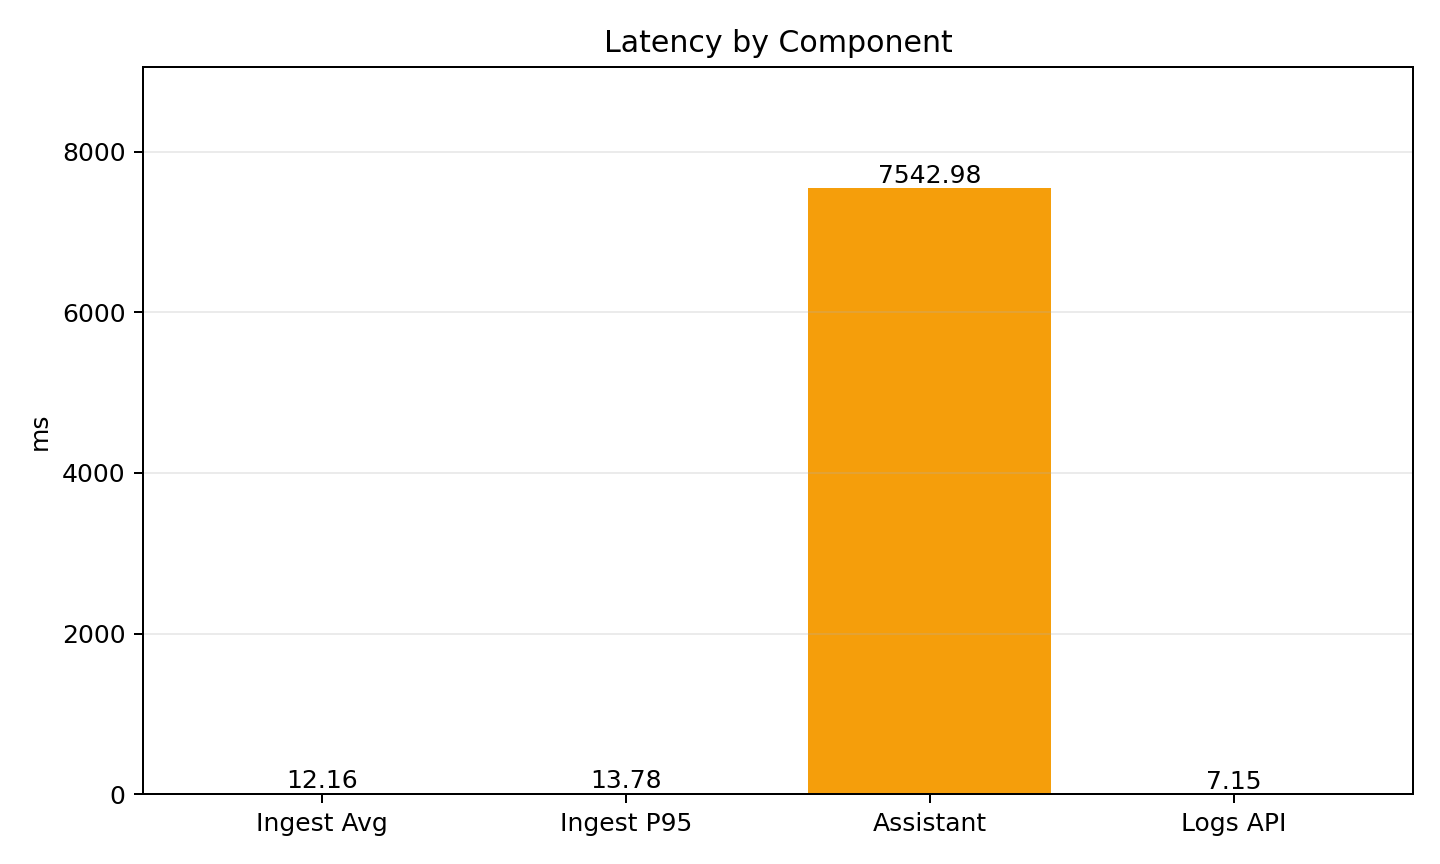 Latency by Component
8000
6000
4000
2000
0
ms
7542.98
12.16
13.78
7.15
Ingest Avg
Ingest P95
Assistant
Logs API